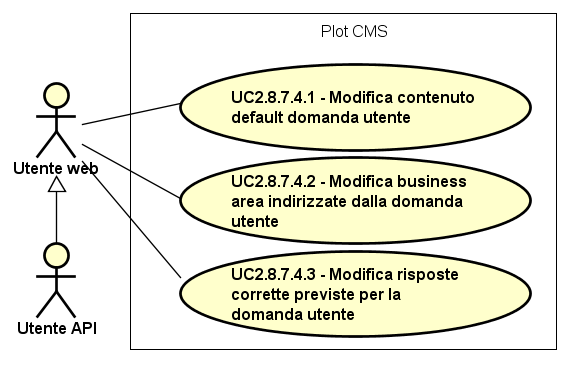 Plot CMS
UC2.8.7.4.1 - Modifica contenuto
default domanda utente
Utente web
UC2.8.7.4.2 - Modifica business
area indirizzate dalla domanda
utente
UC2.8.7.4.3 - Modifica risposte
corrette previste per la
domanda utente
Utente API